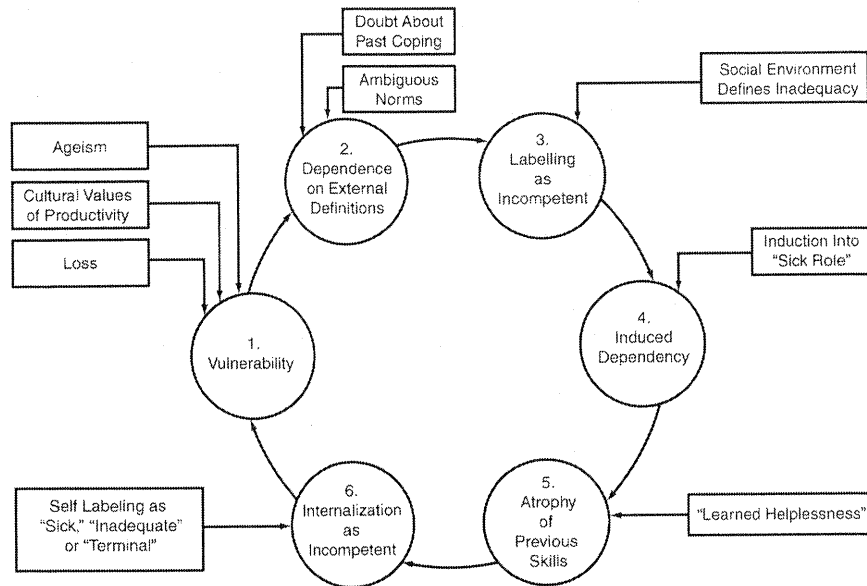 Doubt About
Past Coping
Ambiguous
Norms
Social Environment
Defines Inadequacy
Ageism
Cultural Values
of Productivity
Loss
2.
Dependence
on External
Definitions
3.
Labelling
as
Incompetent
Induction Into
“Sick Role”
1.
Vulnerability
4.
Induced
Dependency
Self Labeling as
“Sick,” “Inadequate”
or “Terminal”
6.
Internalization
as
Incompetent
5.
Atrophy
of
Previous
Skills
“Learned Helplessness”